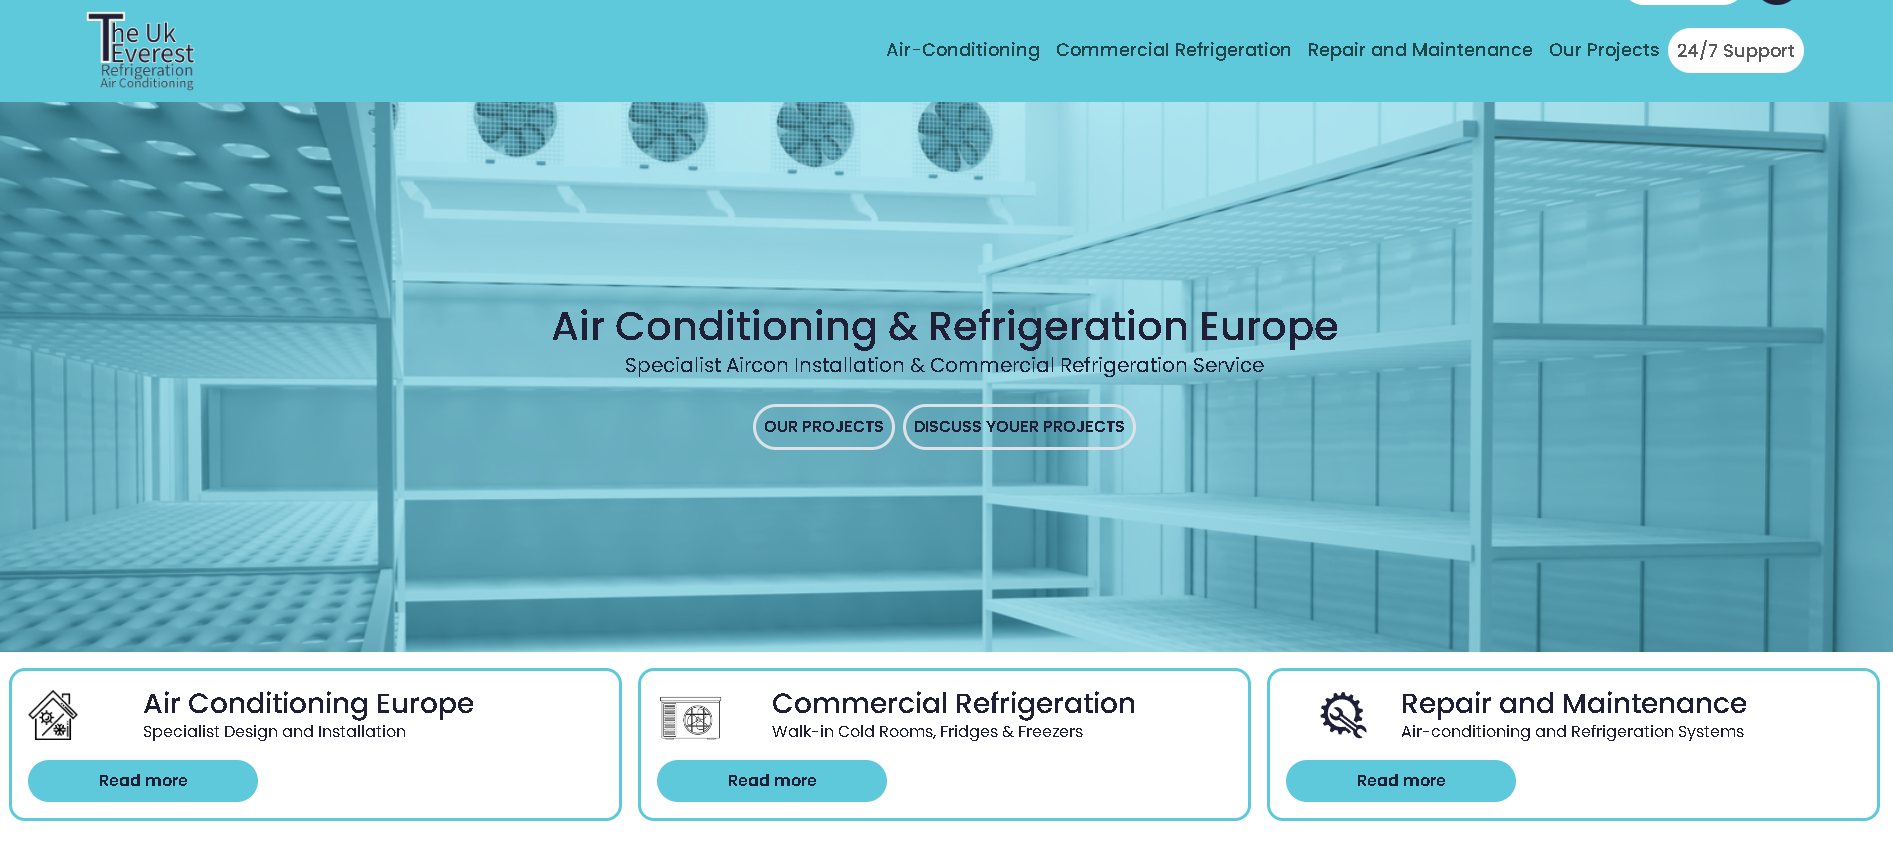 The Uk
Everest
Refrigeration
Air Conditioning
Air-Conditioning
Commercial Refrigeration
Repair and Maintenance
Our Projects
24/7 Support
Air Conditioning & Refrigeration Europe
Specialist Aircon Installation & Commercial Refrigeration Service
OUR PROJECTS
DISCUSS YOUER PROJECTS
Air Conditioning Europe
Specialist Design and Installation
Read more
Commercial Refrigeration
Walk-in Cold Rooms, Fridges & Freezers
Read more
Repair and Maintenance
Air-conditioning and Refrigeration Systems
Read more